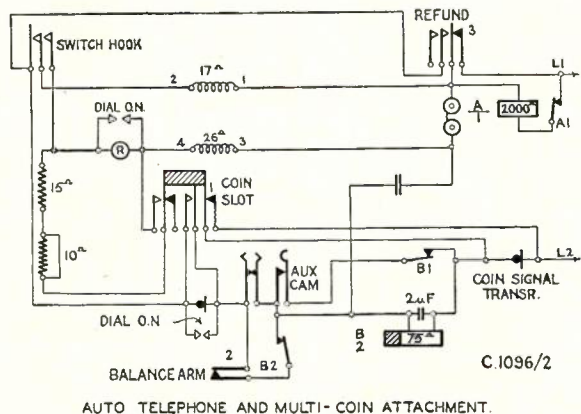 REFUND
3
SWITCH HOOK
17Ω
2
1
L1
DIAL O.N.
A
1
2000Ω
A1
R
4
26Ω
3
15Ω
COIN
SLOT
1
10Ω
AUX
CAM
B1
L2
COIN SIGNAL
TRANSR.
DIAL O.N
2µF
B
2
75Ω
2
B2
BALANCE ARM
C.1096/2
AUTO TELEPHONE AND MULTI-COIN ATTACHMENT.